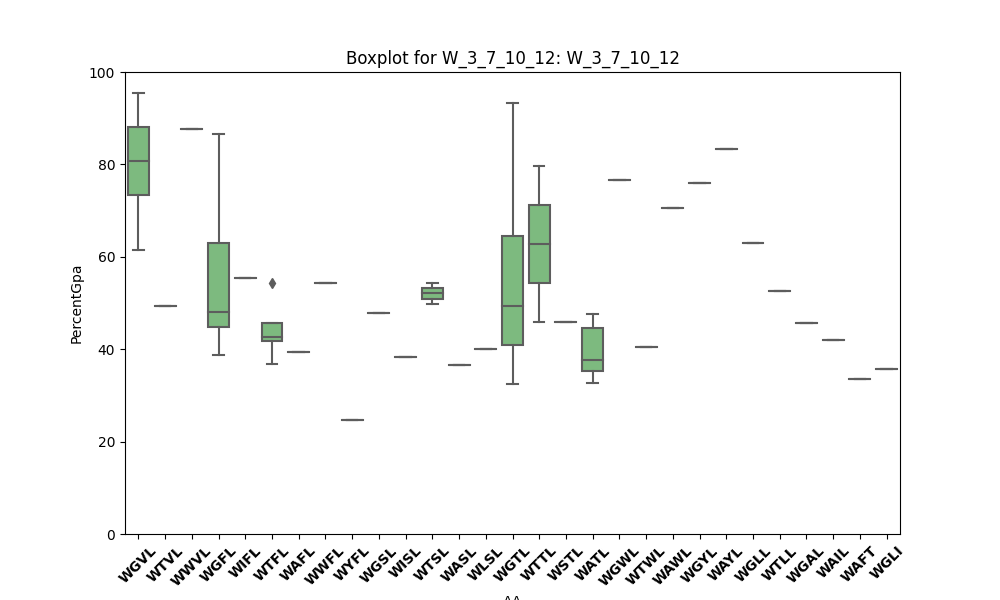 Boxplot for W_3_7_10_12: W_3_7_10_12
100
80
60
40
20
0
PercentGpa
WGVL
WTVL
WWVL
WGFL
WIFL
WTFL
WAFL
WWFL
WYFL
WGSL
WISL
WTSL
WASL
WLSL
WGTL
WTTL
WSTL
WATL
WGWL
WTWL
WAWL
WGYL
WAYL
WGLL
WTLL
WGAL
WAIL
WAFT
WGLI